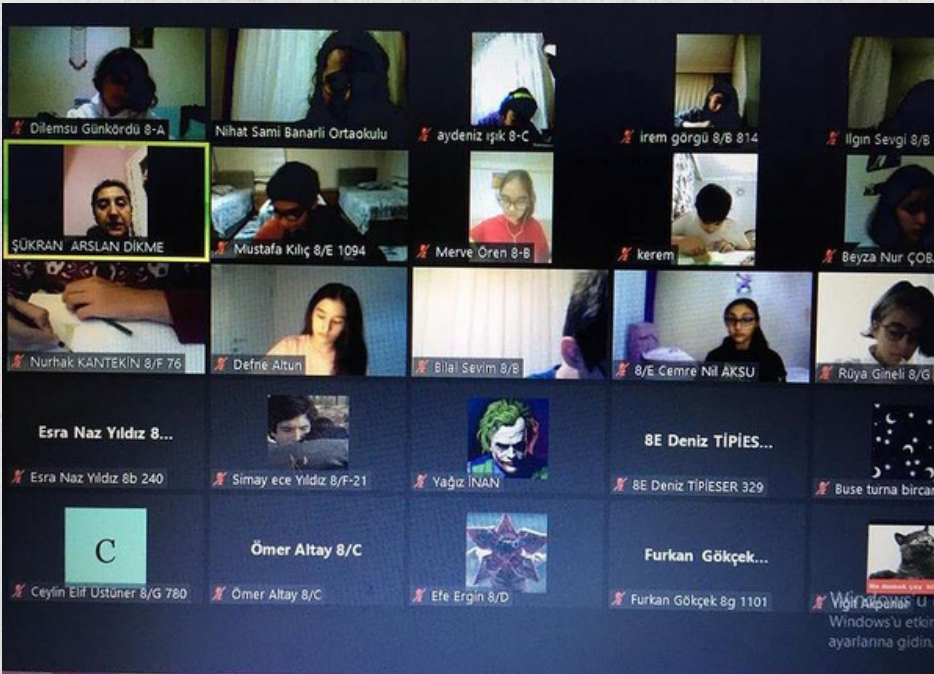 Dilemsu Günkördü 8-A
Nihat Sami Banarli Ortaokulu
aydeniz ışık 8-C
irem görgü 8/B 814
Ilgın Sevgi 8/B
ŞÜKRAN ARSLAN DİKME
Mustafa Kılıç 8/E 1094
Merve Ören 8-B
kerem
Beyza Nur ÇOB
Nurhak KANTEKİN 8/F 76
Defne Altun
Bilal Sevim 8/B
8/E Cemre Nil AKSU
Rüya Gineli 8/G
Esra Naz Yıldız 8...
Esra Naz Yıldız 8b 240
Simay ece Yıldız 8/F-21
Yağız İNAN
8E Deniz TİPİES...
8E Deniz TİPİESER 329
Buse turna bircan
C
Ceylin Elif Üstüner 8/G 780
Ömer Altay 8/C
Ömer Altay 8/C
Efe Ergin 8/D
Furkan Gökçek...
Furkan Gökçek 8g 1101
Yiğit Akpunar
Windows'u
Windows'u etkin
ayarlarına gidin.